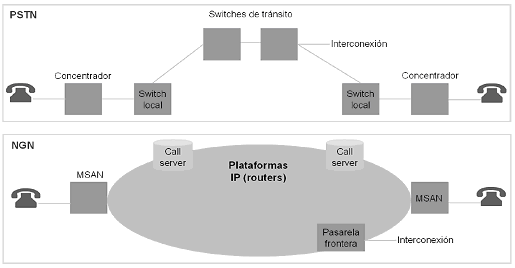 PSTN
Switches de tránsito
Interconexión
Concentrador
Concentrador
Switch
local
Switch
local
NGN
Call
server
Call
server
Plataformas
IP (routers)
MSAN
MSAN
Pasarela
frontera
Interconexión